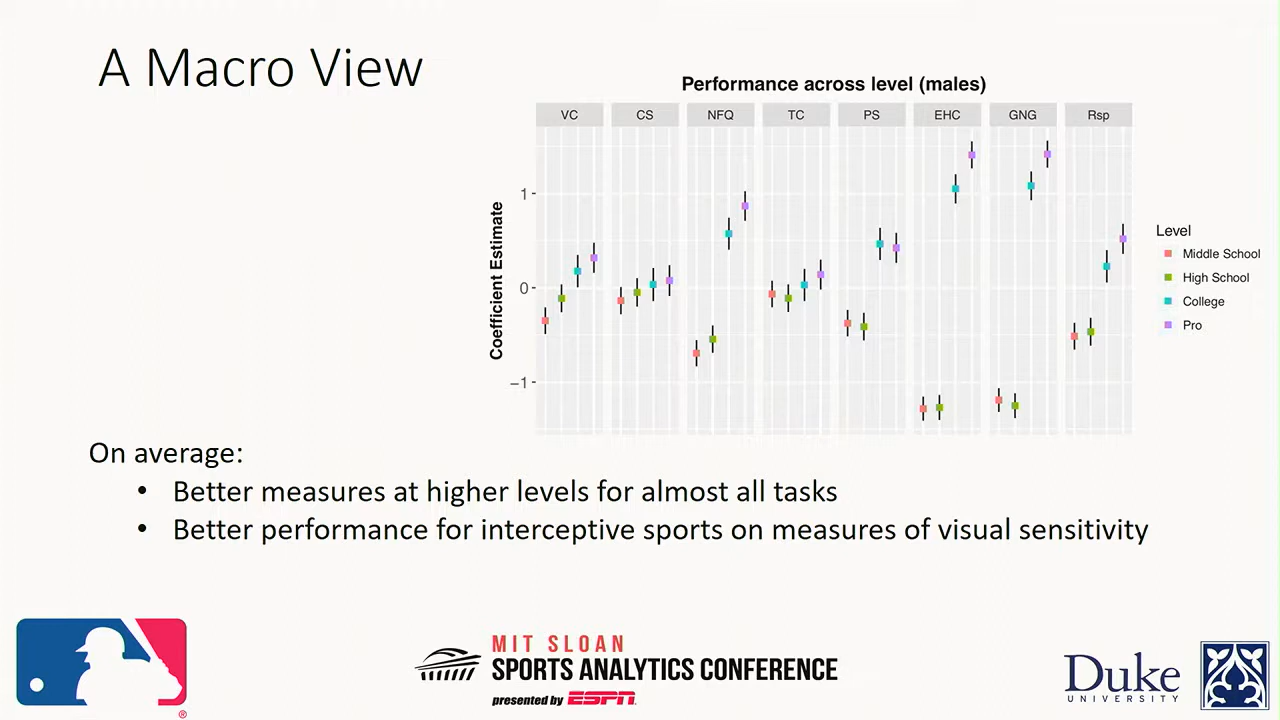 A Macro View
Performance across level (males)
VC CS NFQ TC PS EHC GNG Rsp
1
0
−1
Coefficient Estimate
Level
Middle School
High School
College
Pro
On average:
• Better measures at higher levels for almost all tasks
• Better performance for interceptive sports on measures of visual sensitivity
MIT SLOAN
SPORTS ANALYTICS CONFERENCE
presented by ESPN
Duke
UNIVERSITY